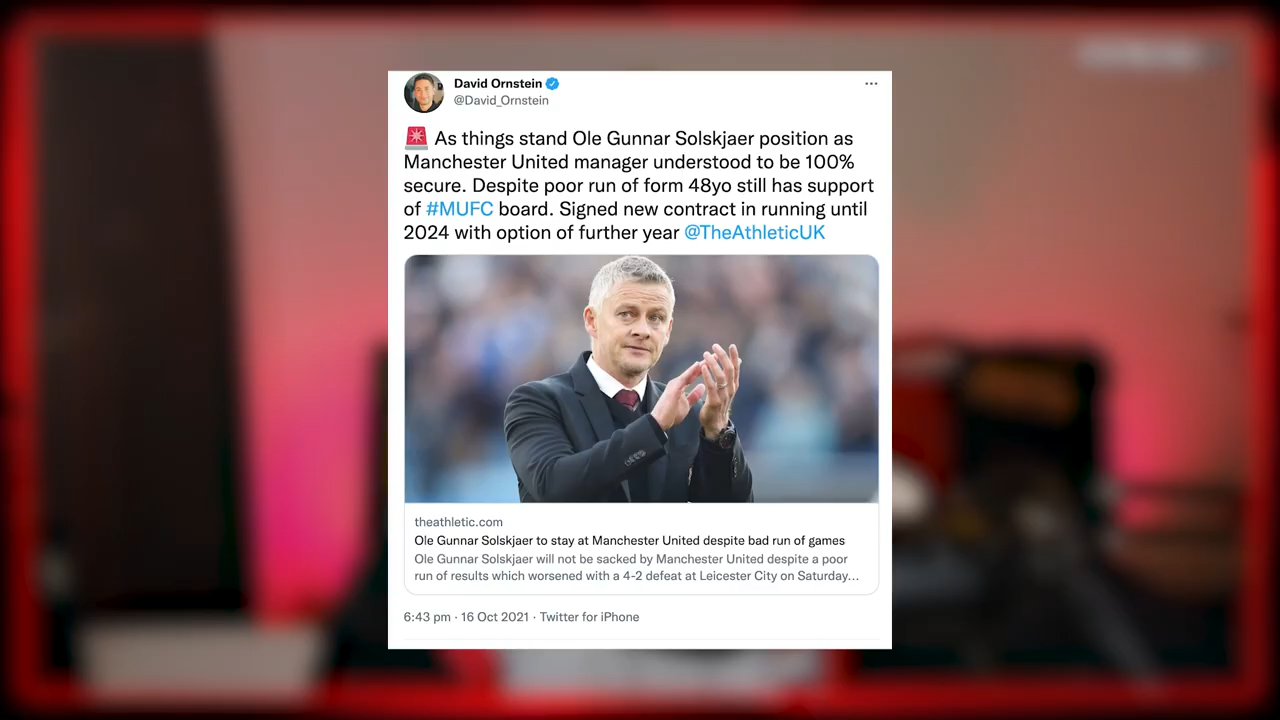 David Ornstein
@David_Ornstein
🚨 As things stand Ole Gunnar Solskjaer position as
Manchester United manager understood to be 100%
secure. Despite poor run of form 48yo still has support
of #MUFC board. Signed new contract in running until
2024 with option of further year @TheAthleticUK
theathletic.com
Ole Gunnar Solskjaer to stay at Manchester United despite bad run of games
Ole Gunnar Solskjaer will not be sacked by Manchester United despite a poor
run of results which worsened with a 4-2 defeat at Leicester City on Saturday...
6:43 pm · 16 Oct 2021 · Twitter for iPhone